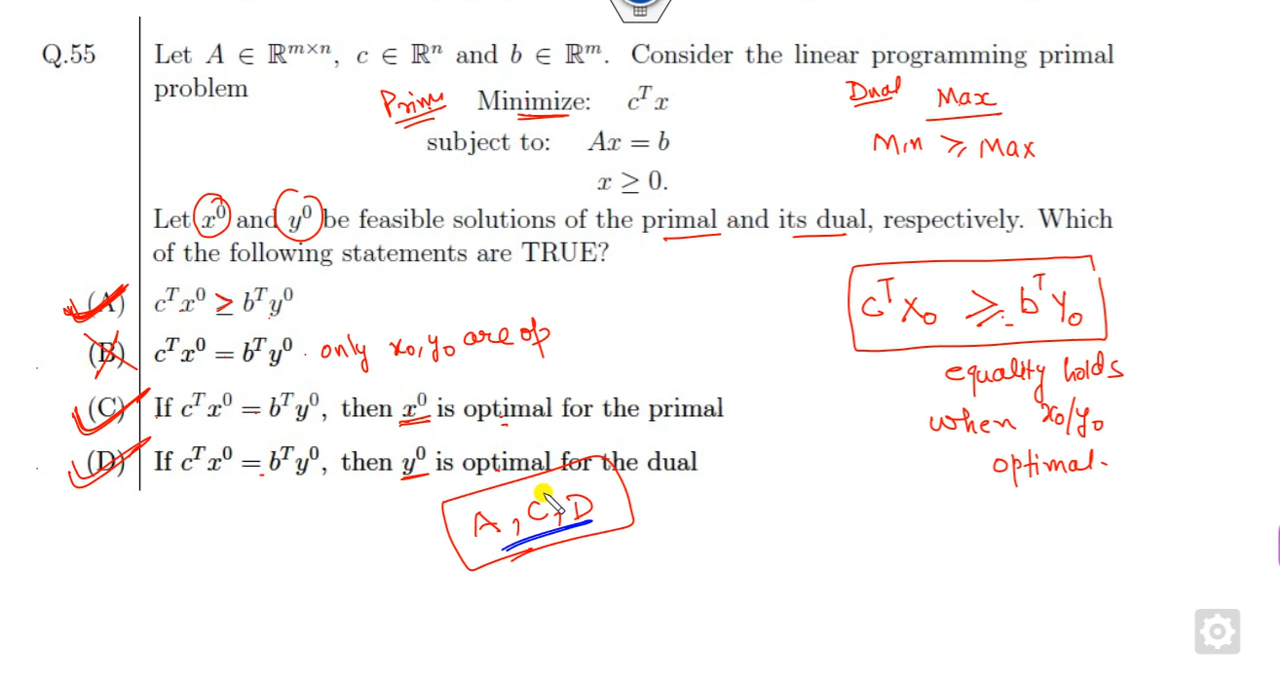 Q.55 Let A ∈ ℝ^{m×n}, c ∈ ℝ^n and b ∈ ℝ^m. Consider the linear programming primal
problem
Prime Minimize: c^T x
Dual Max
subject to: Ax = b
Min ⩾ Max
x ≥ 0.
Let x^0 and y^0 be feasible solutions of the primal and its dual, respectively. Which
of the following statements are TRUE?
(A) c^T x^0 ≥ b^T y^0
c^T x_0 ⩾ b^T y_0
(B) c^T x^0 = b^T y^0 . only x_0, y_0 are op
equality holds
(C) If c^T x^0 = b^T y^0, then x^0 is optimal for the primal
when x_0/y_0
(D) If c^T x^0 = b^T y^0, then y^0 is optimal for the dual
optimal.
A, C, D